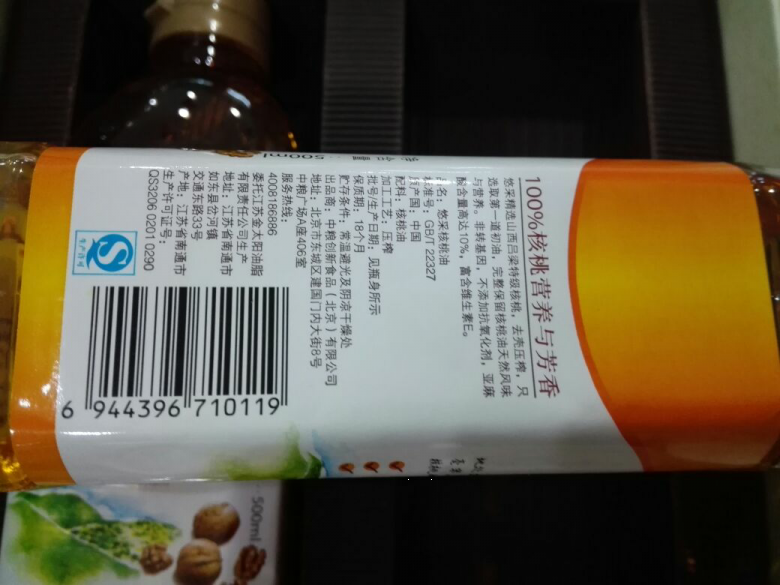 100%核桃营养与芳香
悠采精选山西吕梁特级核桃,去壳压榨,只
选取第一道初油,完整保留核桃油天然风味
与营养。非转基因,不添加抗氧化剂,亚麻
酸含量高达10%,富含维生素E。
品名:悠采核桃油
标准号:GB/T 22327
原产国:中国
配料:核桃油
加工工艺:压榨
批号/生产日期:见瓶身所示
保质期:18个月
贮存条件:常温避光及阴凉干燥处
出品商:中粮创新食品(北京)有限公司
地址:北京市东城区建国门内大街8号
中粮广场A座406室
服务热线:
4008186886
委托江苏金太阳油脂
有限责任公司生产
地址:江苏省南通市
如东县岔河镇
交通东路33号
产地:江苏省南通市
生产许可证号:
QS3206 0201 0290
生产许可
6 944396 710119
500ml
500ml